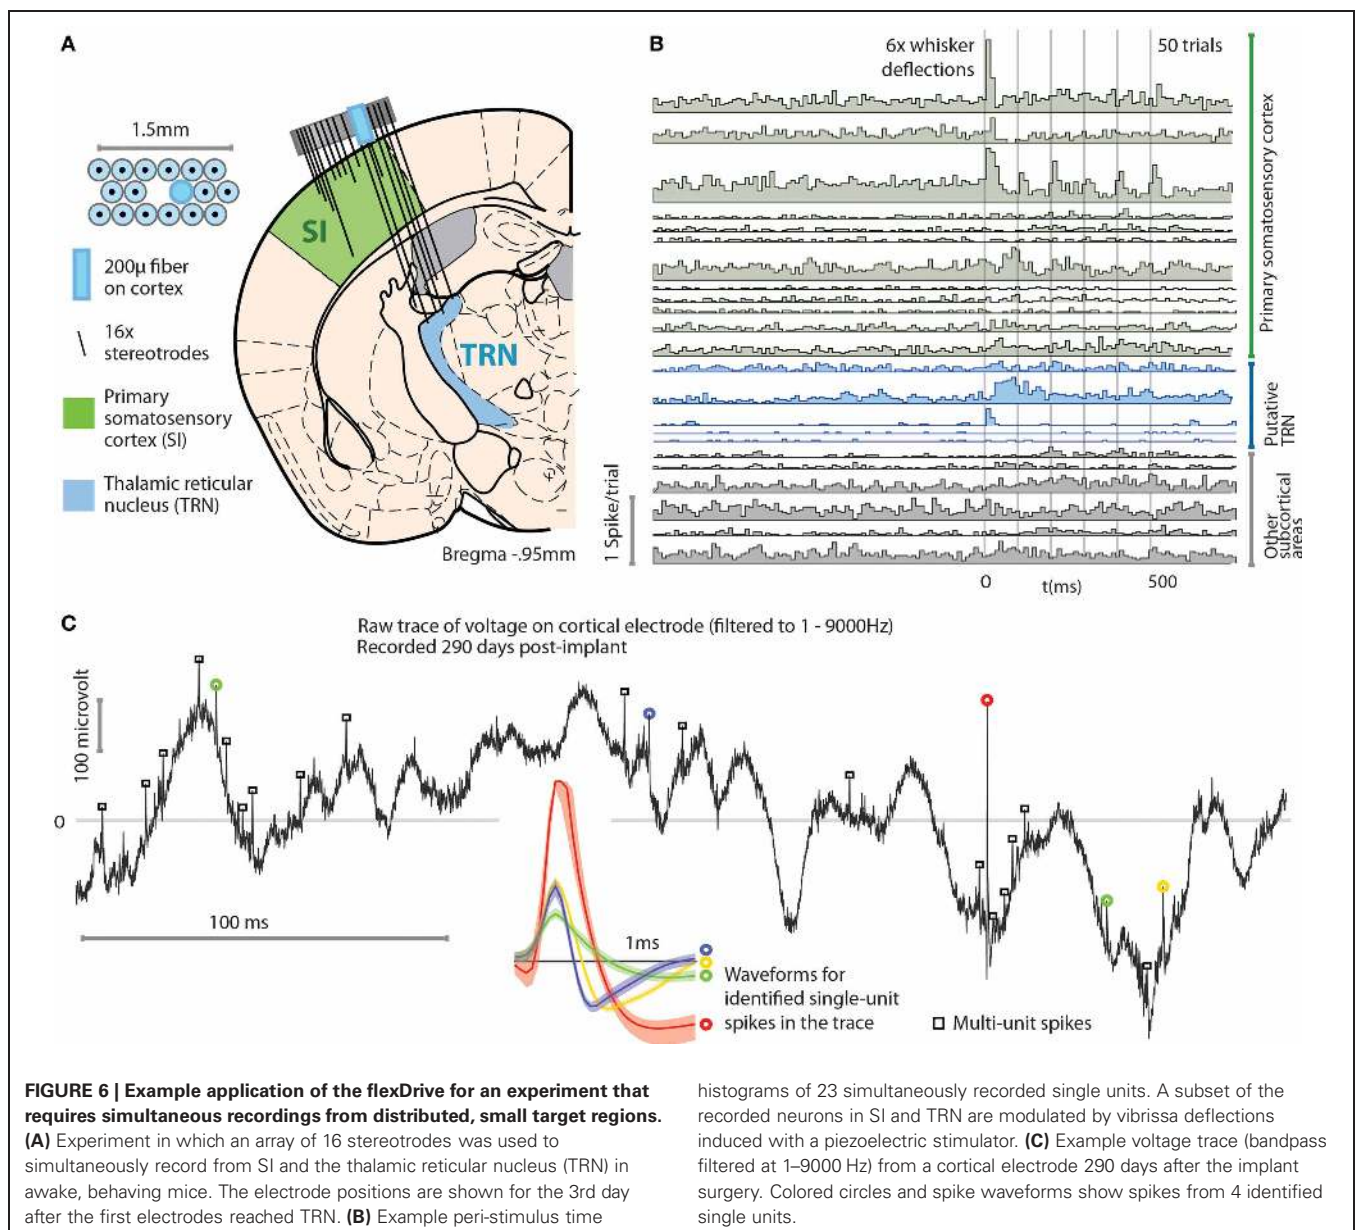 A
1.5mm
200µ fiber
on cortex
16x
stereotrodes
Primary
somatosensory
cortex (SI)
Thalamic reticular
nucleus (TRN)
SI
TRN
Bregma -.95mm
B
6x whisker
deflections
50 trials
Primary somatosensory cortex
Putative
TRN
Other
subcortical
areas
1 Spike/trial
0
t(ms)
500
C
Raw trace of voltage on cortical electrode (filtered to 1 - 9000Hz)
Recorded 290 days post-implant
100 microvolt
0
100 ms
1ms
Waveforms for
identified single-unit
spikes in the trace
Multi-unit spikes
FIGURE 6 | Example application of the flexDrive for an experiment that
requires simultaneous recordings from distributed, small target regions.
(A) Experiment in which an array of 16 stereotrodes was used to
simultaneously record from SI and the thalamic reticular nucleus (TRN) in
awake, behaving mice. The electrode positions are shown for the 3rd day
after the first electrodes reached TRN. (B) Example peri-stimulus time
histograms of 23 simultaneously recorded single units. A subset of the
recorded neurons in SI and TRN are modulated by vibrissa deflections
induced with a piezoelectric stimulator. (C) Example voltage trace (bandpass
filtered at 1–9000 Hz) from a cortical electrode 290 days after the implant
surgery. Colored circles and spike waveforms show spikes from 4 identified
single units.